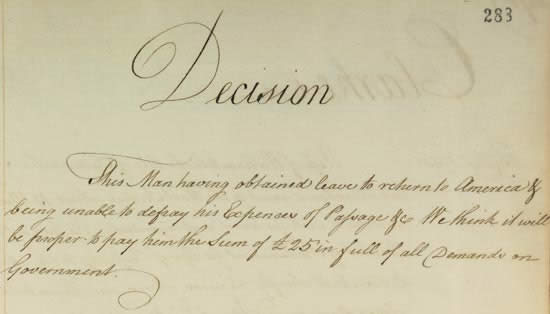 283
Decision
This Man having obtained leave to return to America &
being unable to defray his Expences of Passage &c We think it will
be proper to pay him the Sum of £25 in full of all Demands on
Government.